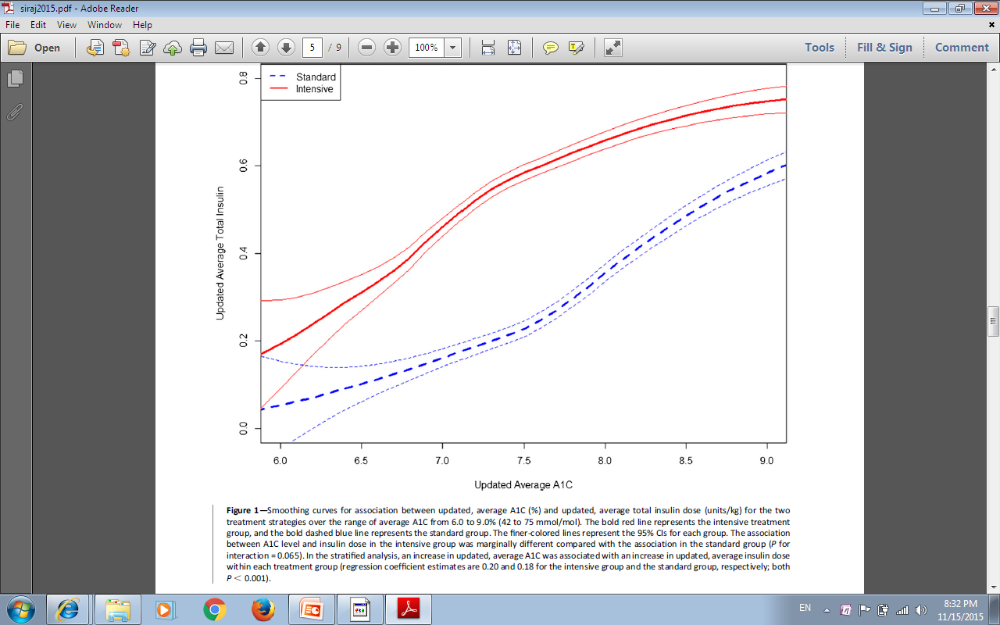 siraj2015.pdf - Adobe Reader
File Edit View Window Help
Open 5 / 9 100% Tools Fill & Sign Comment
Standard
Intensive
0.8
0.6
0.4
0.2
0.0
Updated Average Total Insulin
6.0 6.5 7.0 7.5 8.0 8.5 9.0
Updated Average A1C
Figure 1—Smoothing curves for association between updated, average A1C (%) and updated, average total insulin dose (units/kg) for the two
treatment strategies over the range of average A1C from 6.0 to 9.0% (42 to 75 mmol/mol). The bold red line represents the intensive treatment
group, and the bold dashed blue line represents the standard group. The finer-colored lines represent the 95% CIs for each group. The association
between A1C level and insulin dose in the intensive group was marginally different compared with the association in the standard group (P for
interaction = 0.065). In the stratified analysis, an increase in updated, average A1C was associated with an increase in updated, average insulin dose
within each treatment group (regression coefficient estimates are 0.20 and 0.18 for the intensive group and the standard group, respectively; both
P < 0.001).
EN
8:32 PM
11/15/2015